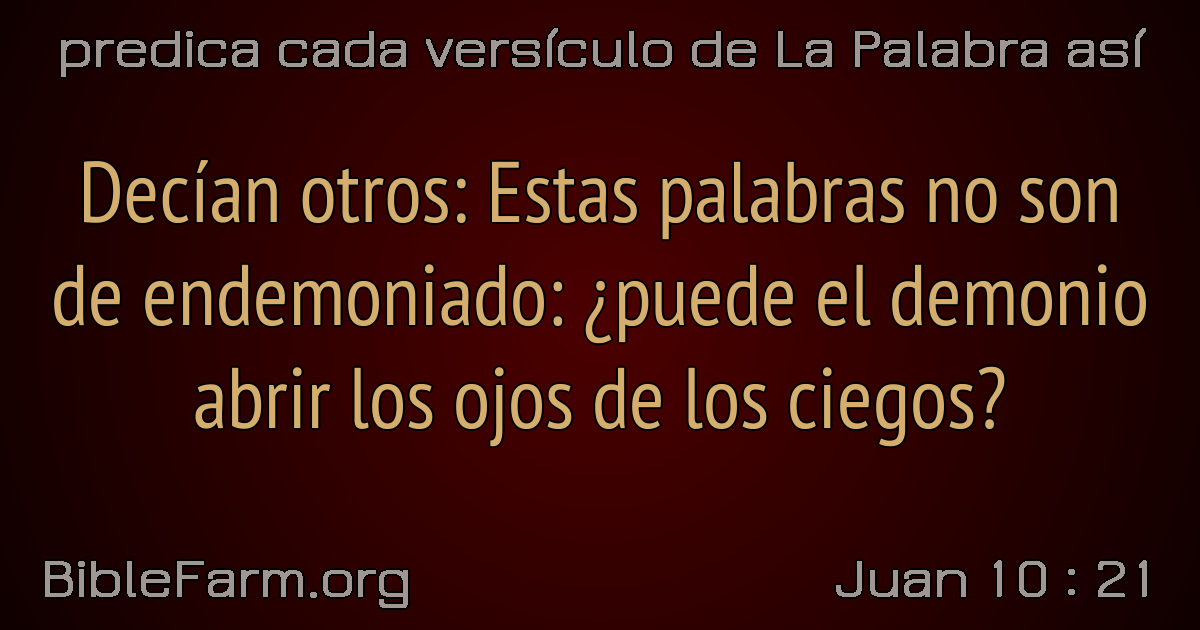 predica cada versículo de La Palabra así
Decían otros: Estas palabras no son
de endemoniado: ¿puede el demonio
abrir los ojos de los ciegos?
BibleFarm.org
Juan 10 : 21